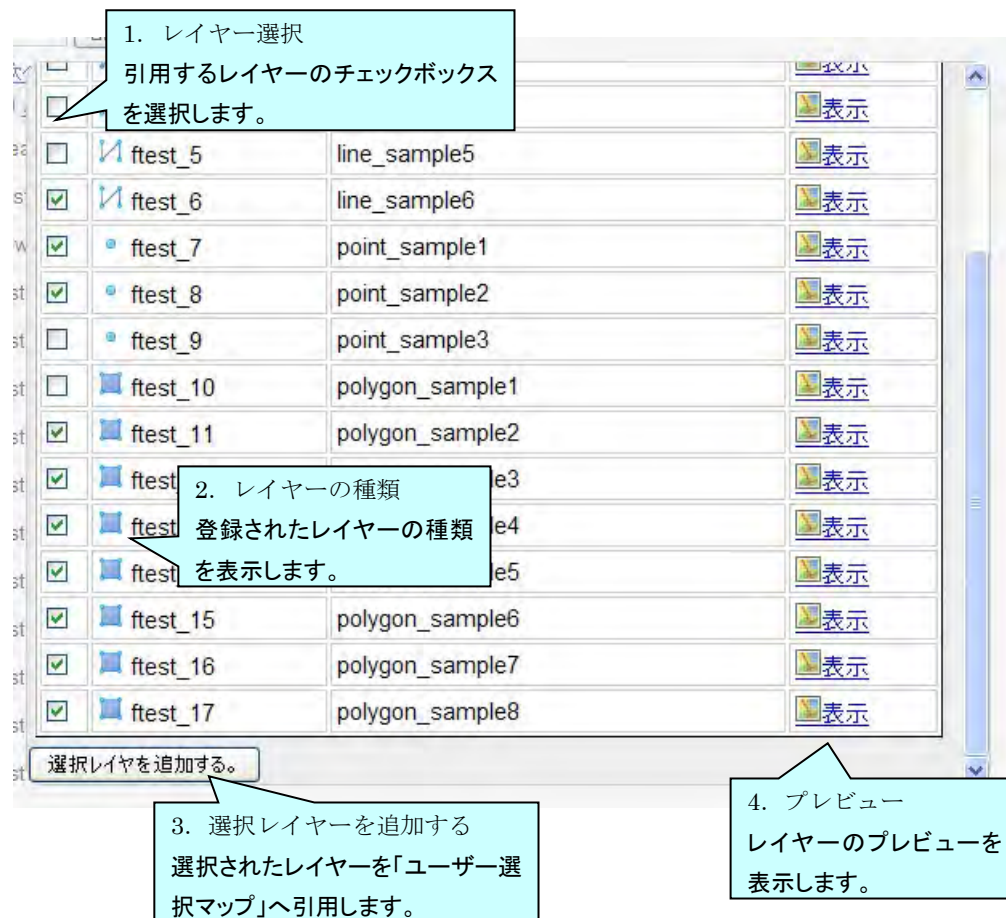 1. レイヤー選択
引用するレイヤーのチェックボックス
を選択します。
表示
表示
ftest_5 line_sample5 表示
ftest_6 line_sample6 表示
ftest_7 point_sample1 表示
ftest_8 point_sample2 表示
ftest_9 point_sample3 表示
ftest_10 polygon_sample1 表示
ftest_11 polygon_sample2 表示
ftest le3 表示
2. レイヤーの種類
登録されたレイヤーの種類
を表示します。
ftest le4 表示
ftest le5 表示
ftest_15 polygon_sample6 表示
ftest_16 polygon_sample7 表示
ftest_17 polygon_sample8 表示
選択レイヤを追加する。
3. 選択レイヤーを追加する
選択されたレイヤーを「ユーザー選
択マップ」へ引用します。
4. プレビュー
レイヤーのプレビューを
表示します。